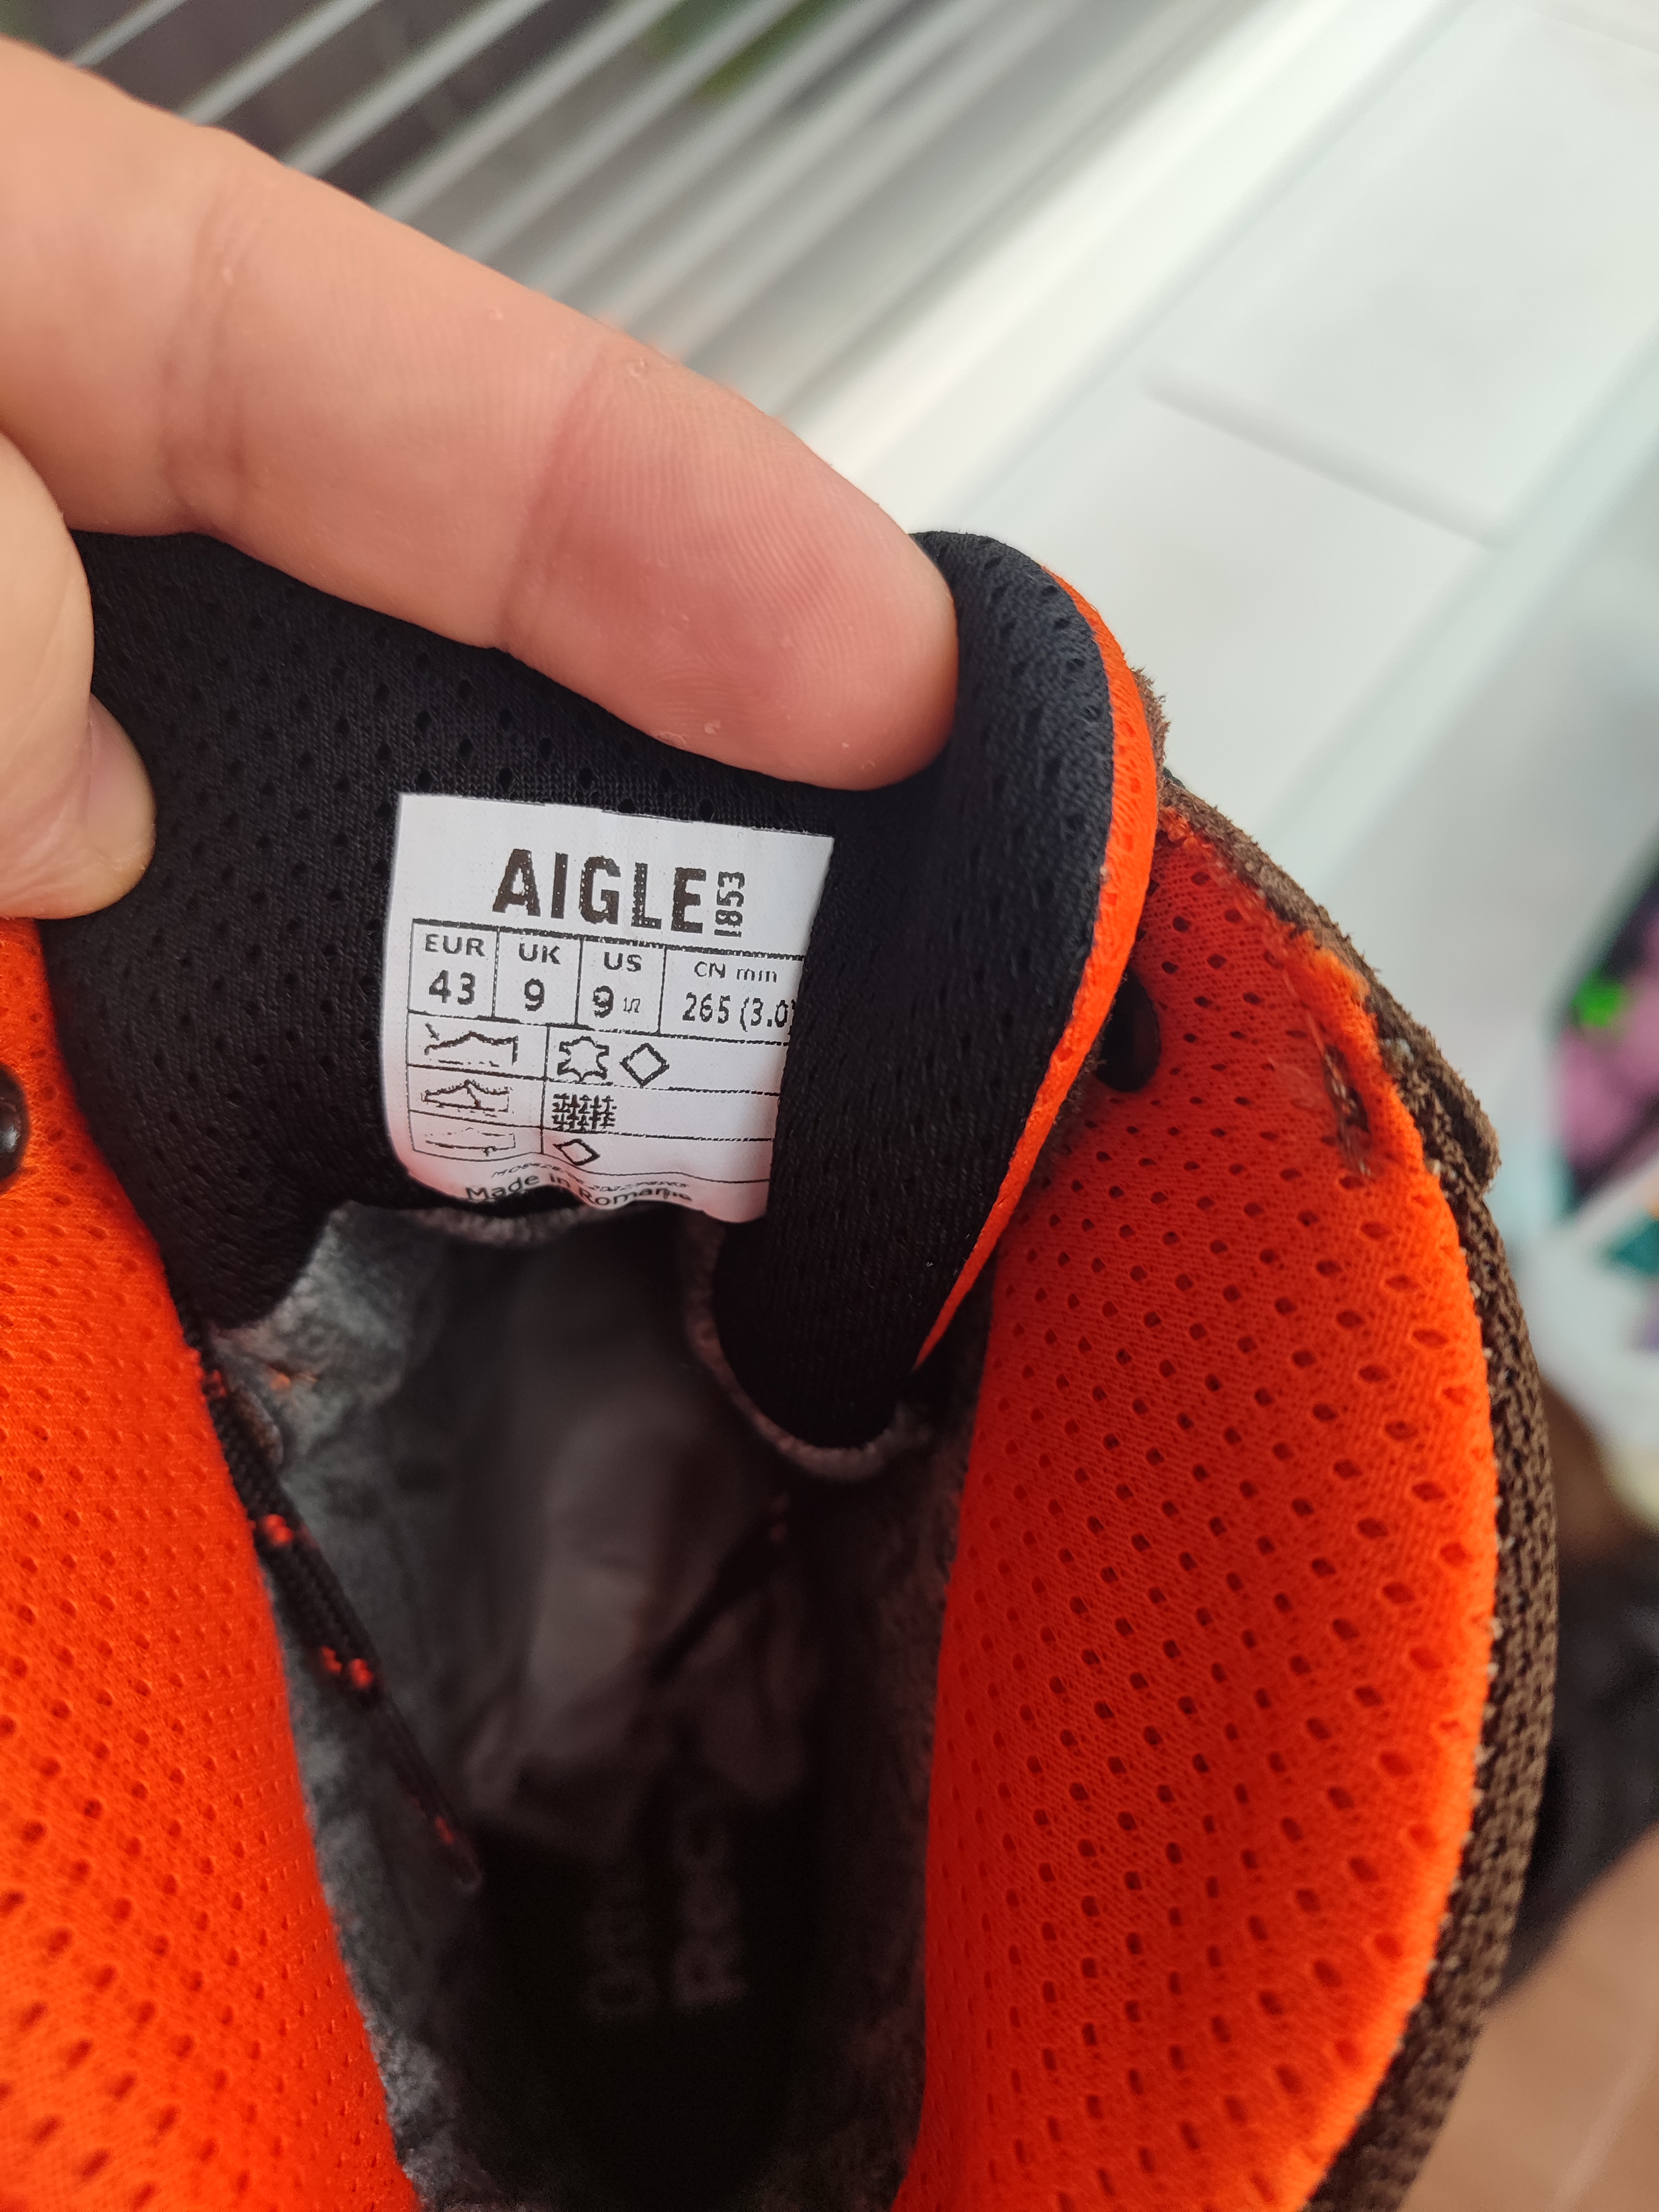 AIGLE 1853
EUR UK US CN mm
43 9 9 1/2 265 (3.0)
Made in Romania